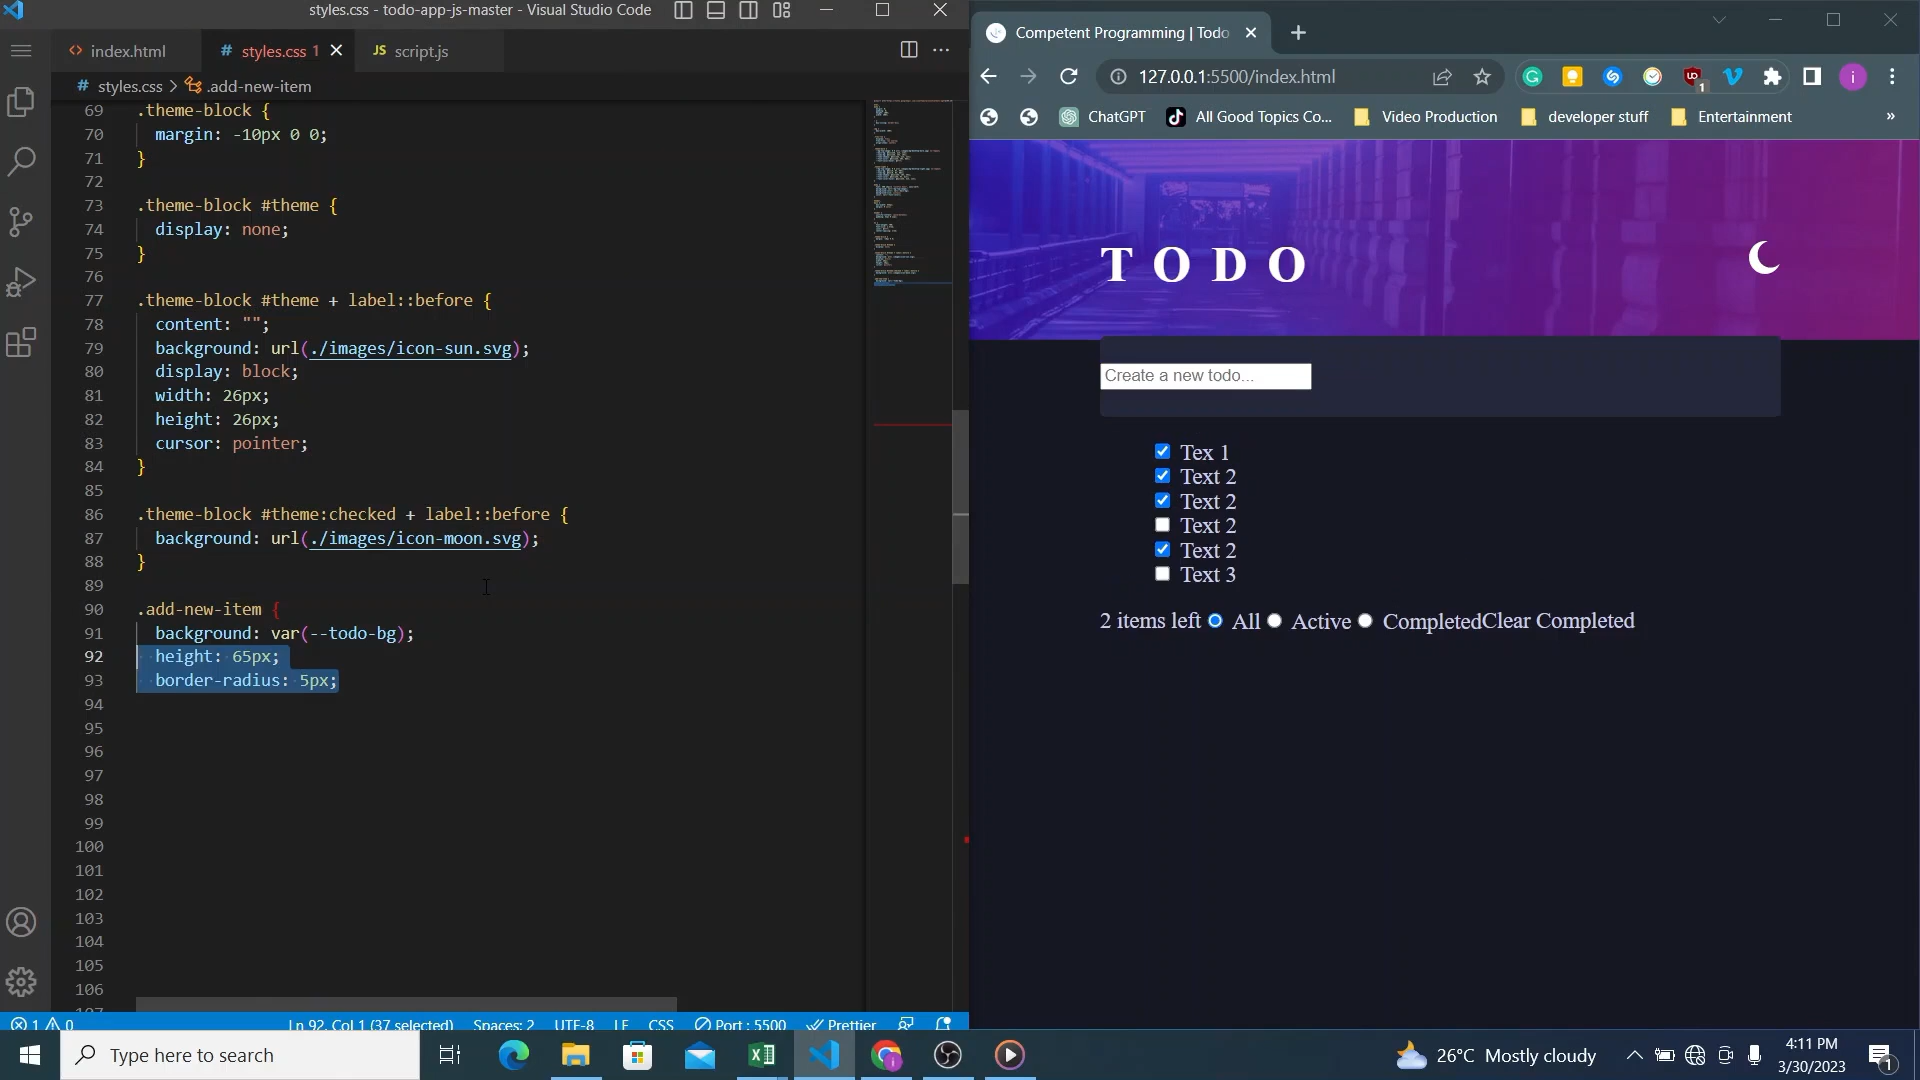 styles.css - todo-app-js-master - Visual Studio Code
index.html
# styles.css 1
JS script.js
# styles.css > .add-new-item
69 .theme-block {
70 margin: -10px 0 0;
71 }
72
73 .theme-block #theme {
74 display: none;
75 }
76
77 .theme-block #theme + label::before {
78 content: "";
79 background: url(./images/icon-sun.svg);
80 display: block;
81 width: 26px;
82 height: 26px;
83 cursor: pointer;
84 }
85
86 .theme-block #theme:checked + label::before {
87 background: url(./images/icon-moon.svg);
88 }
89
90 .add-new-item {
91 background: var(--todo-bg);
92 height: 65px;
93 border-radius: 5px;
94
95
96
97
98
99
100
101
102
103
104
105
106
1 0 Ln 92, Col 1 (37 selected) Spaces: 2 UTF-8 LF CSS Port : 5500 Prettier
Competent Programming | Todo
127.0.0.1:5500/index.html
1
i
ChatGPT All Good Topics Co... Video Production developer stuff Entertainment »
TODO
Create a new todo...
Tex 1
Text 2
Text 2
Text 2
Text 2
Text 3
2 items left All Active CompletedClear Completed
Type here to search
26°C Mostly cloudy
4:11 PM
3/30/2023
1